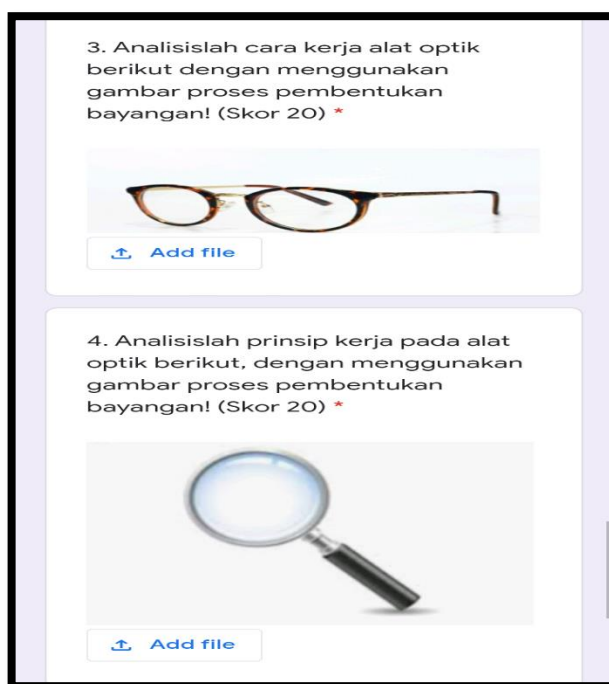 3. Analisislah cara kerja alat optik
berikut dengan menggunakan
gambar proses pembentukan
bayangan! (Skor 20) *
Add file
4. Analisislah prinsip kerja pada alat
optik berikut, dengan menggunakan
gambar proses pembentukan
bayangan! (Skor 20) *
Add file